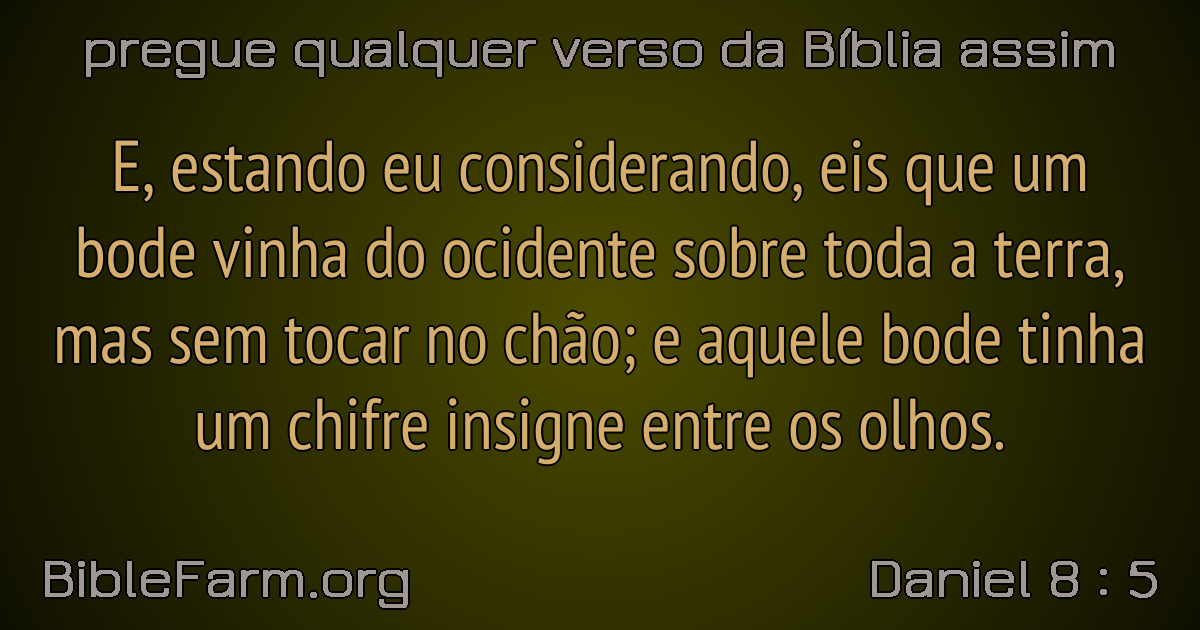 pregue qualquer verso da Bíblia assim
E, estando eu considerando, eis que um
bode vinha do ocidente sobre toda a terra,
mas sem tocar no chão; e aquele bode tinha
um chifre insigne entre os olhos.
BibleFarm.org
Daniel 8 : 5